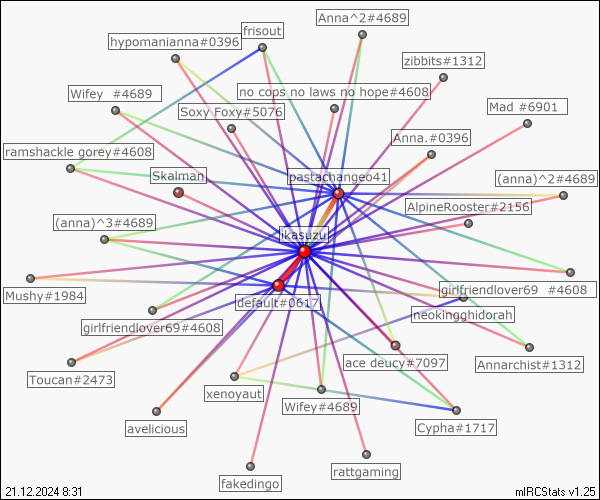 Anna^2#4689
frisout
hypomanianna#0396
zibbits#1312
no cops no laws no hope#4608
Wifey #4689
Soxy Foxy#5076
Mad #6901
Anna.#0396
ramshackle gorey#4608
Skalman
pastachangeo41
(anna)^2#4689
AlpineRooster#2156
(anna)^3#4689
ikasuzu
Mushy#1984
default#0617
girlfriendlover69 #4608
girlfriendlover69#4608
neokingghidorah
Toucan#2473
ace deucy#7097
Annarchist#1312
xenoyaut
Wifey#4689
avelicious
Cypha#1717
fakedingo
rattgaming
21.12.2024 8:31
mIRCStats v1.25